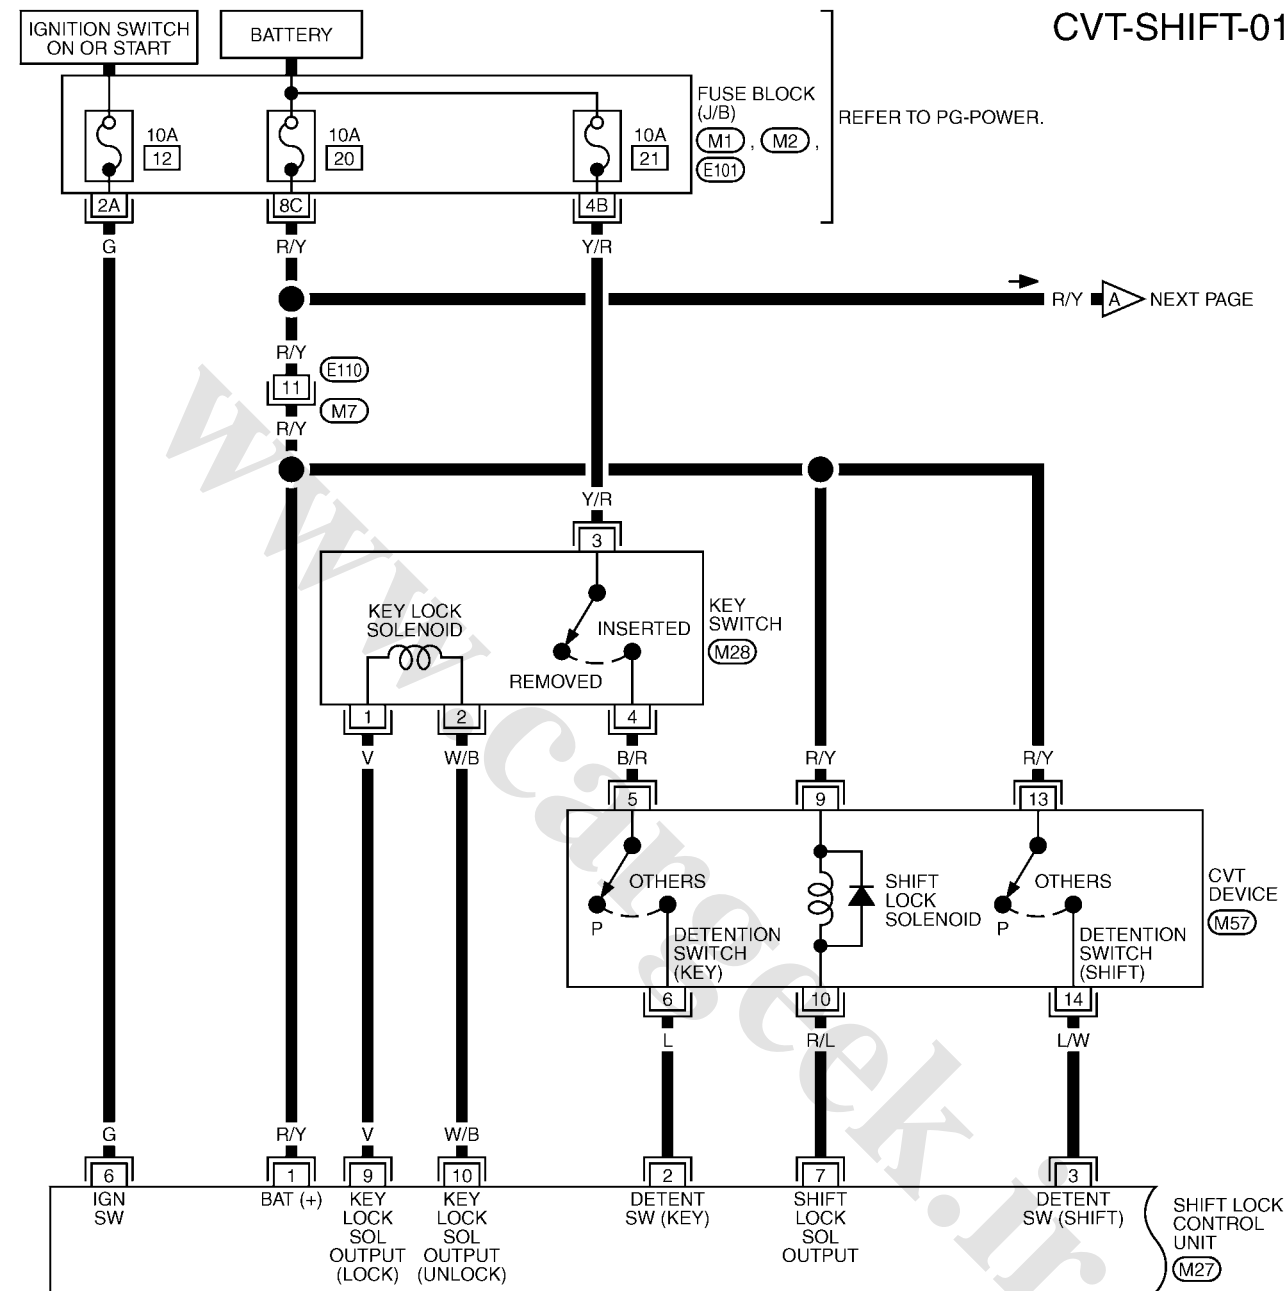 CVT-SHIFT-01
IGNITION SWITCH
ON OR START
BATTERY
FUSE BLOCK
(J/B)
M1 , M2 ,
E101
REFER TO PG-POWER.
10A
12
10A
20
10A
21
2A
8C
4B
G
R/Y
Y/R
R/Y
A
NEXT PAGE
R/Y
E110
11
M7
R/Y
Y/R
3
KEY LOCK
SOLENOID
INSERTED
REMOVED
KEY
SWITCH
M28
1
2
4
V
W/B
B/R
R/Y
R/Y
5
9
13
OTHERS
P
DETENTION
SWITCH
(KEY)
SHIFT
LOCK
SOLENOID
OTHERS
P
DETENTION
SWITCH
(SHIFT)
CVT
DEVICE
M57
6
10
14
L
R/L
L/W
G
R/Y
V
W/B
6
1
9
10
2
7
3
IGN
SW
BAT (+)
KEY
LOCK
SOL
OUTPUT
(LOCK)
KEY
LOCK
SOL
OUTPUT
(UNLOCK)
DETENT
SW (KEY)
SHIFT
LOCK
SOL
OUTPUT
DETENT
SW (SHIFT)
SHIFT LOCK
CONTROL
UNIT
M27
www.cargeek.ir